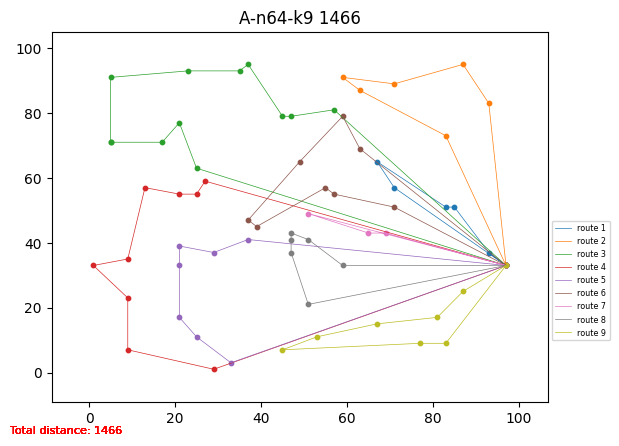 A-n64-k9 1466
100
80
60
40
20
0
0 20 40 60 80 100
route 1
route 2
route 3
route 4
route 5
route 6
route 7
route 8
route 9
Total distance: 1466